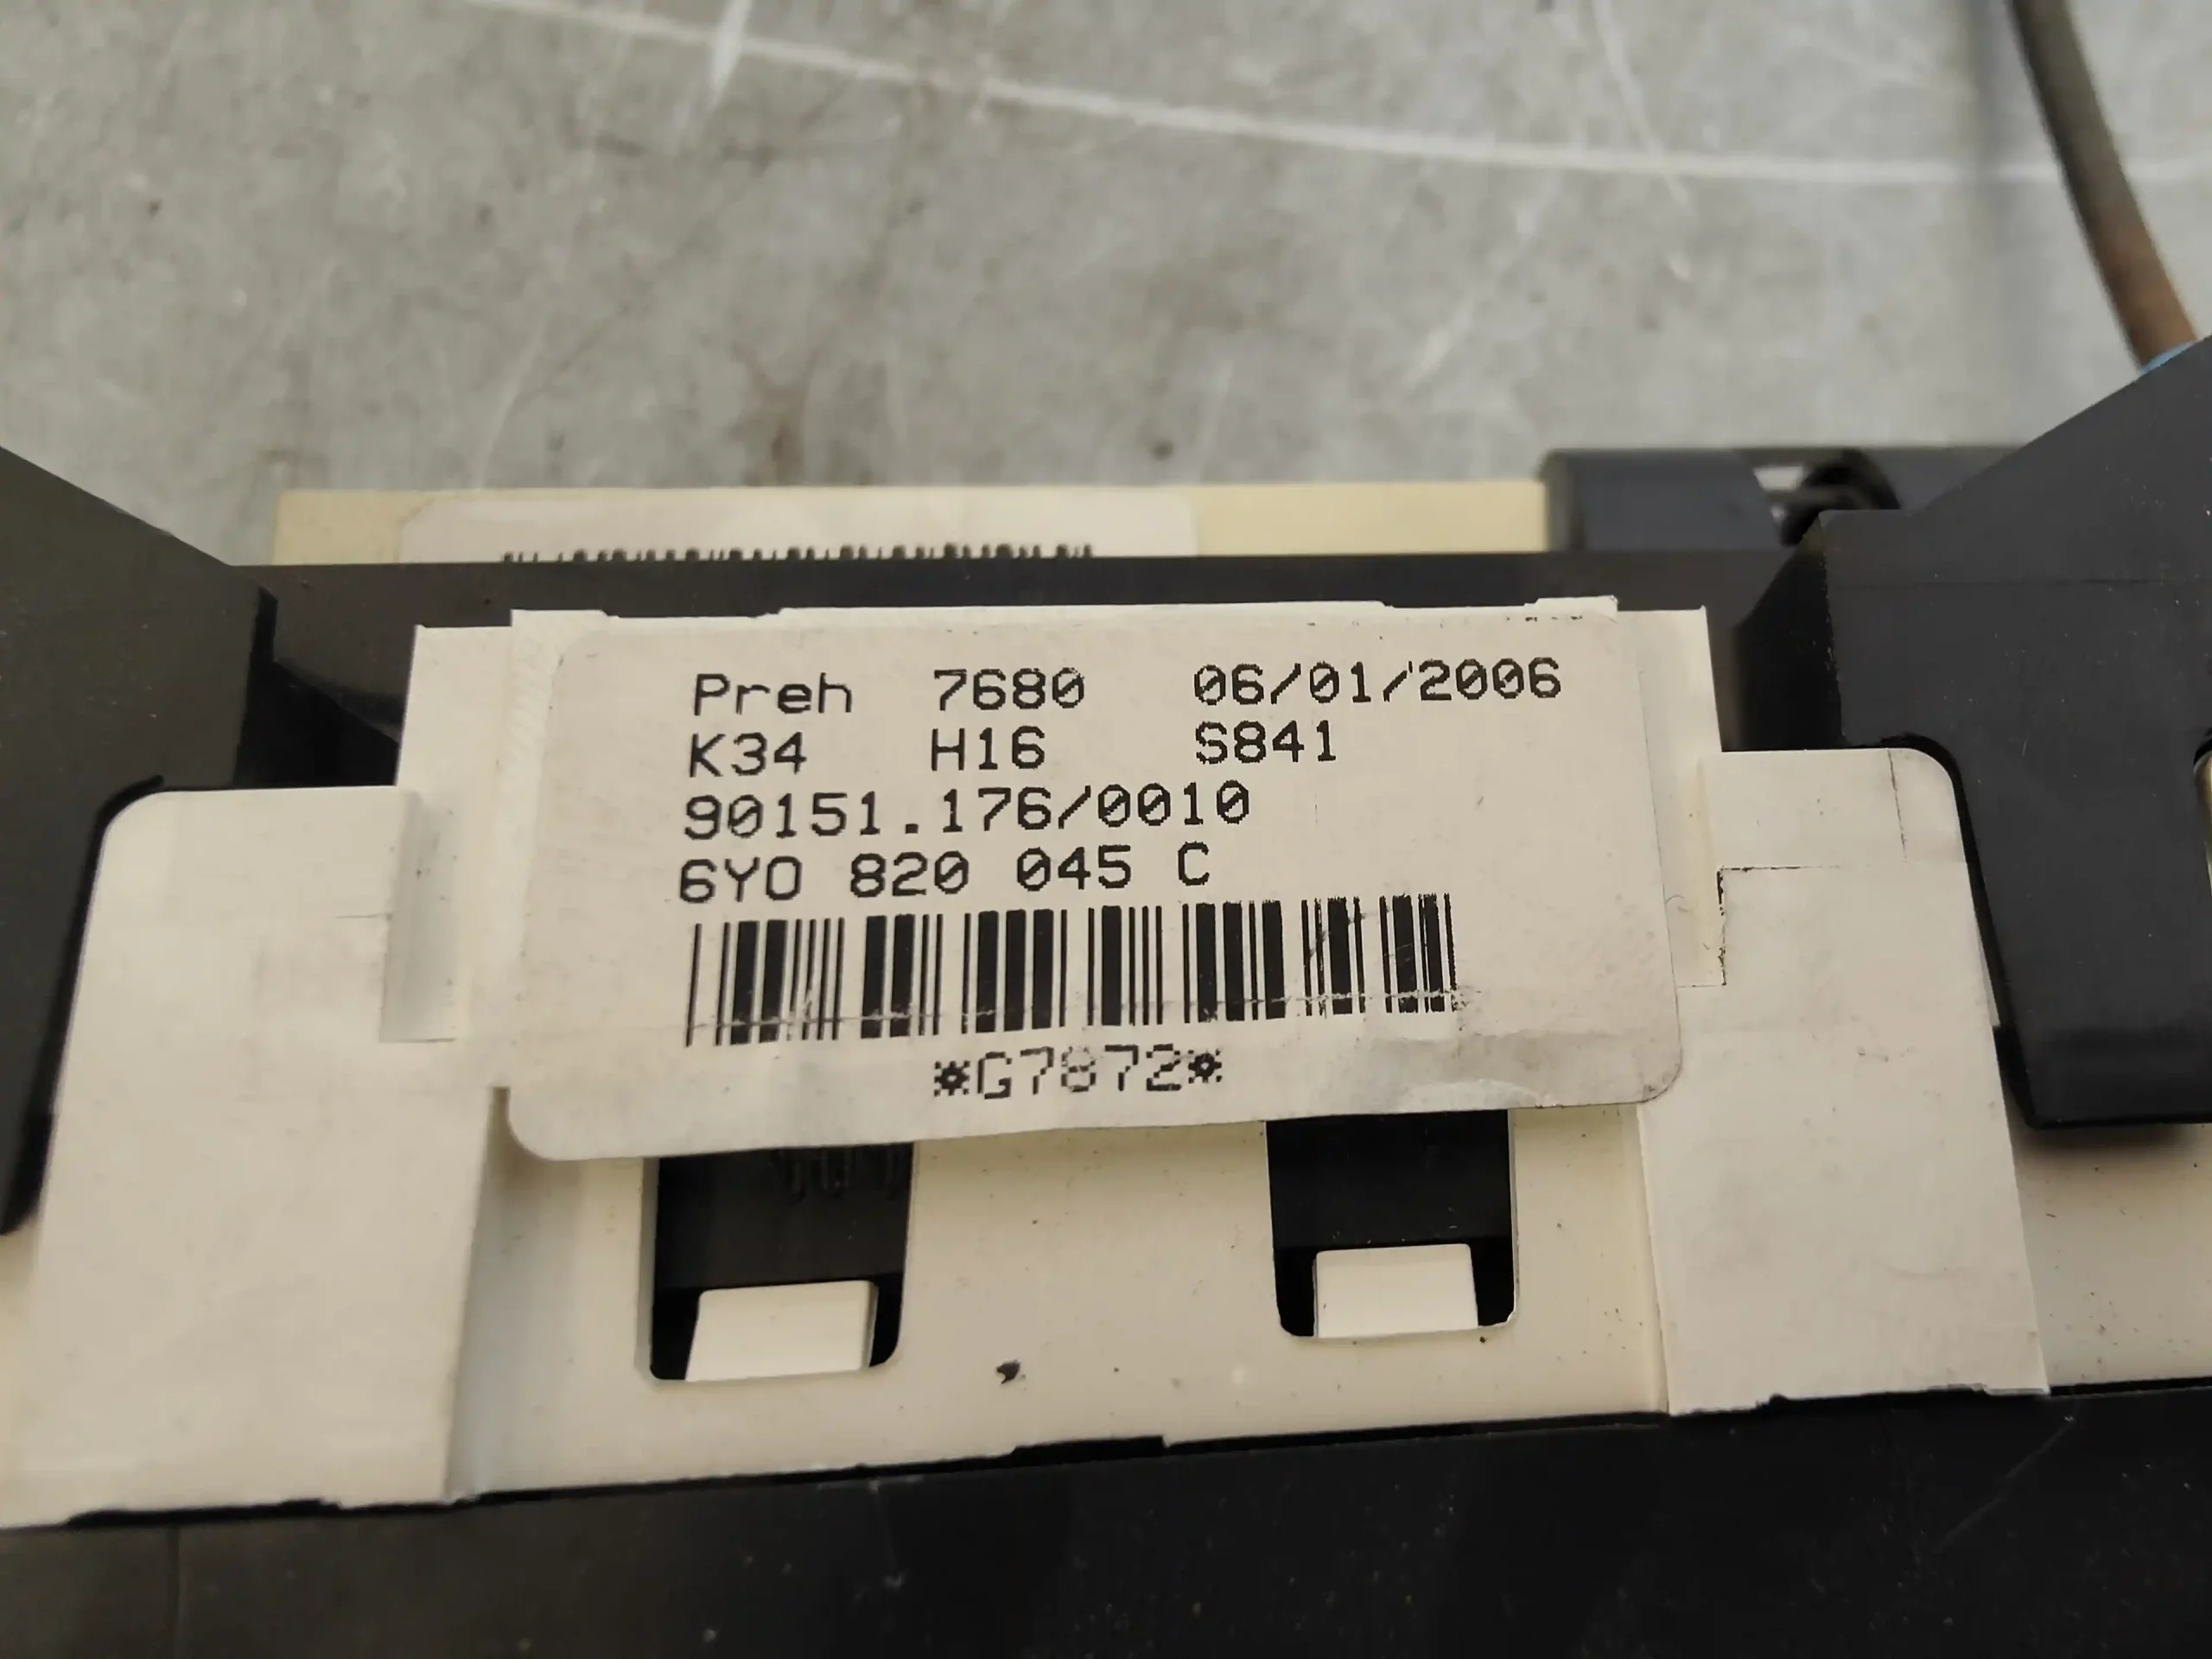 Preh 7680 06/01/2006
K34 H16 S841
90151.176/0010
6Y0 820 045 C
*G7872*